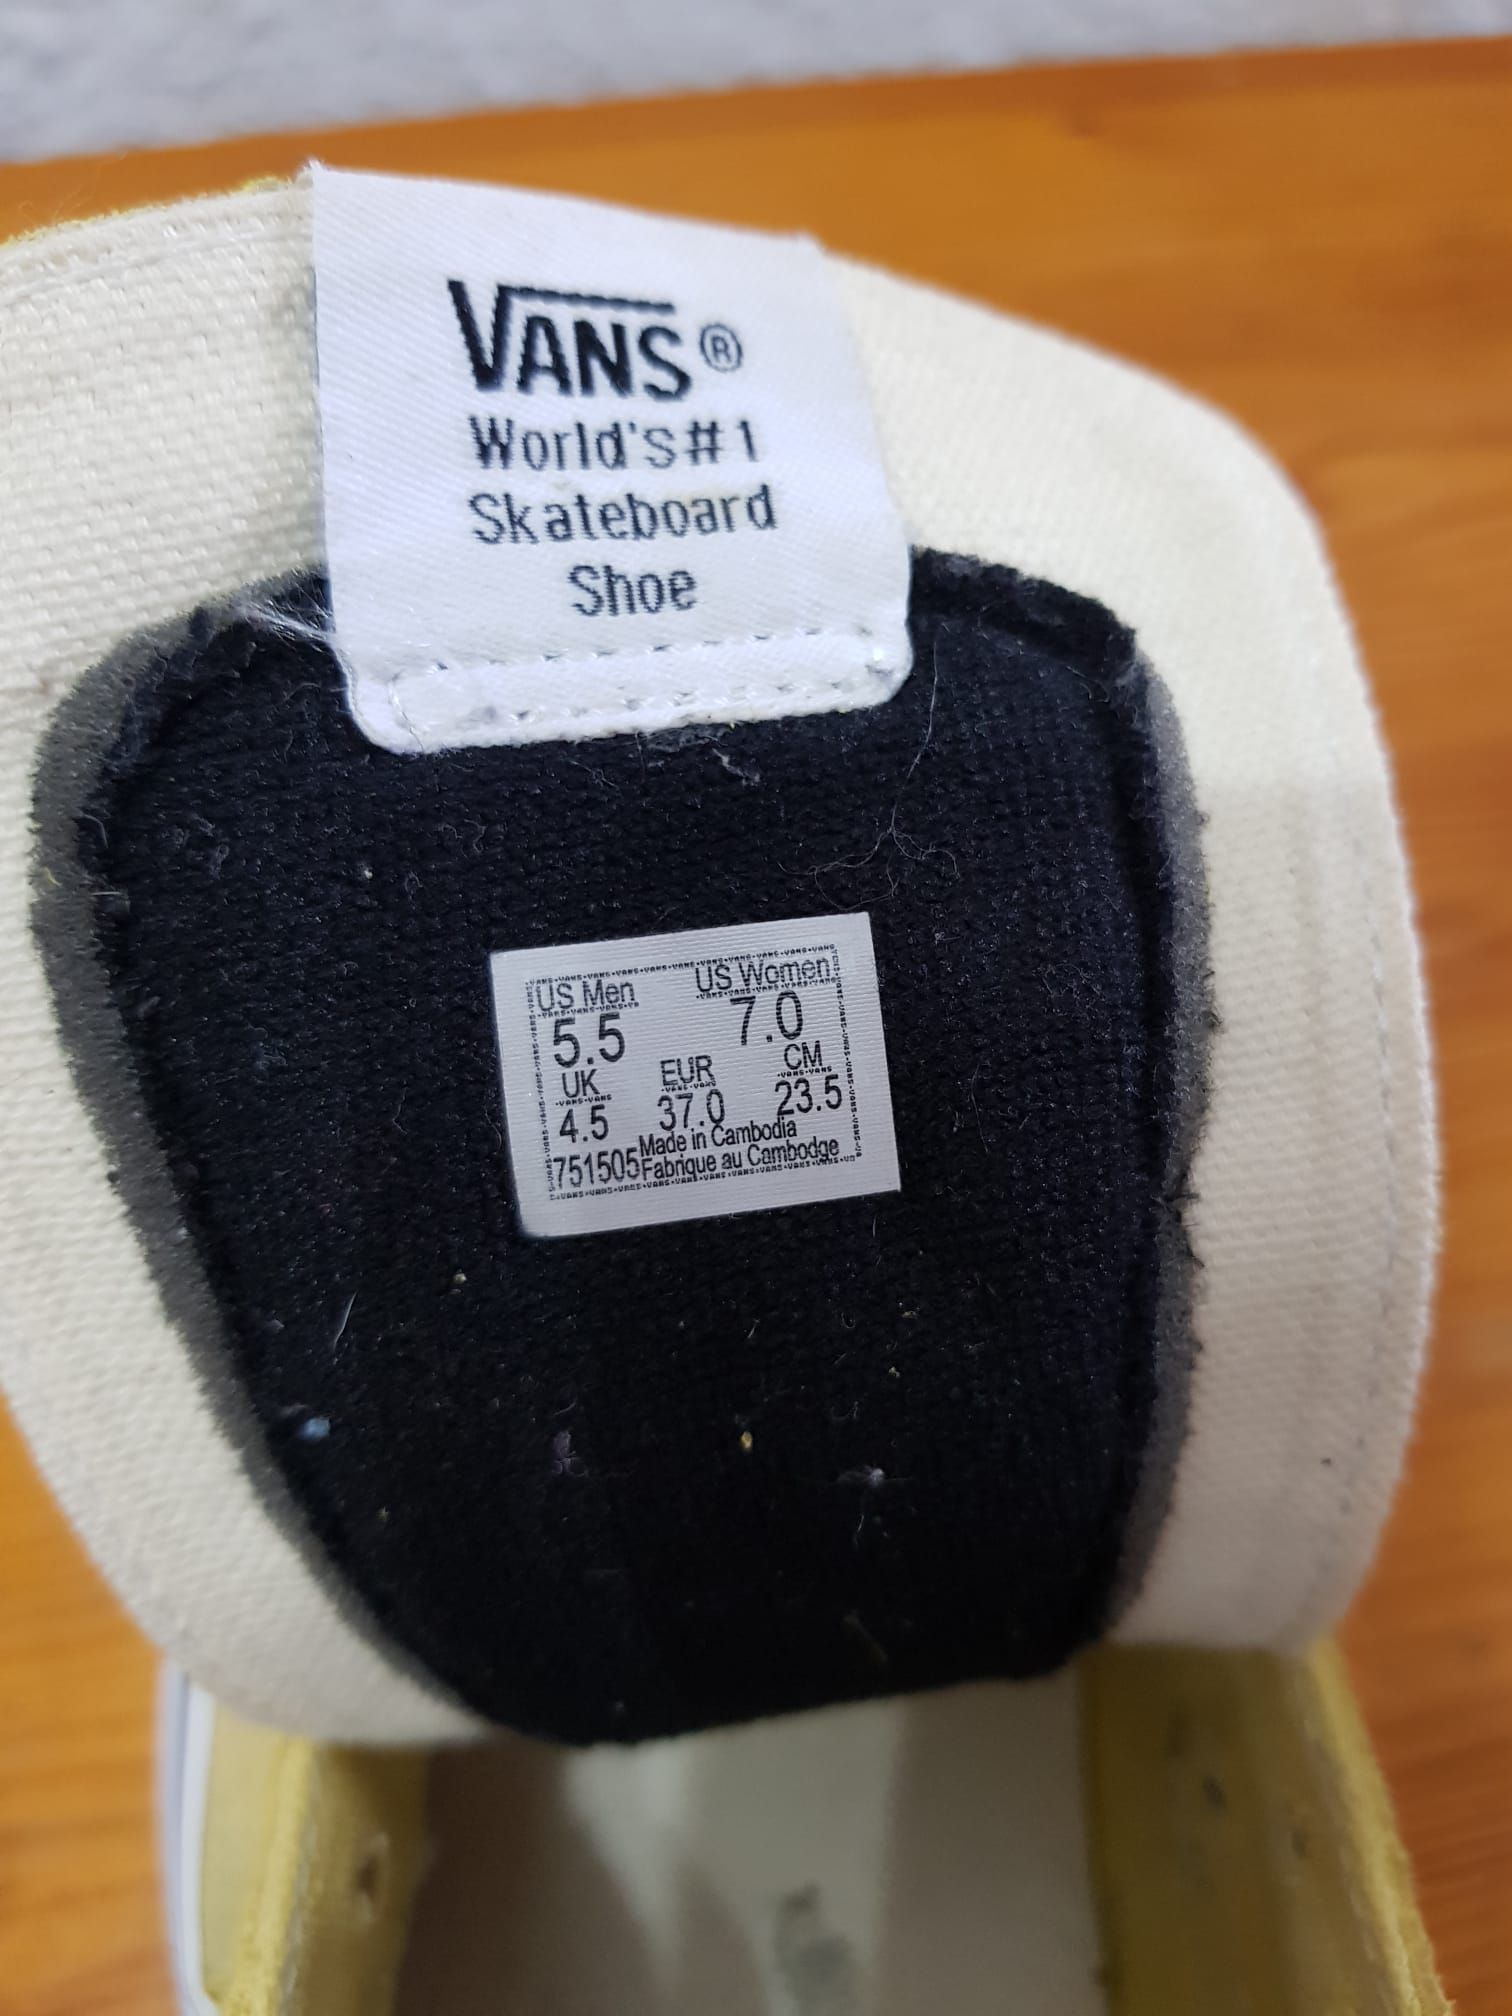 VANS®
World's #1
Skateboard
Shoe
US Men US Women
5.5 7.0
UK EUR CM
4.5 37.0 23.5
751505 Made in Cambodia
Fabrique au Cambodge